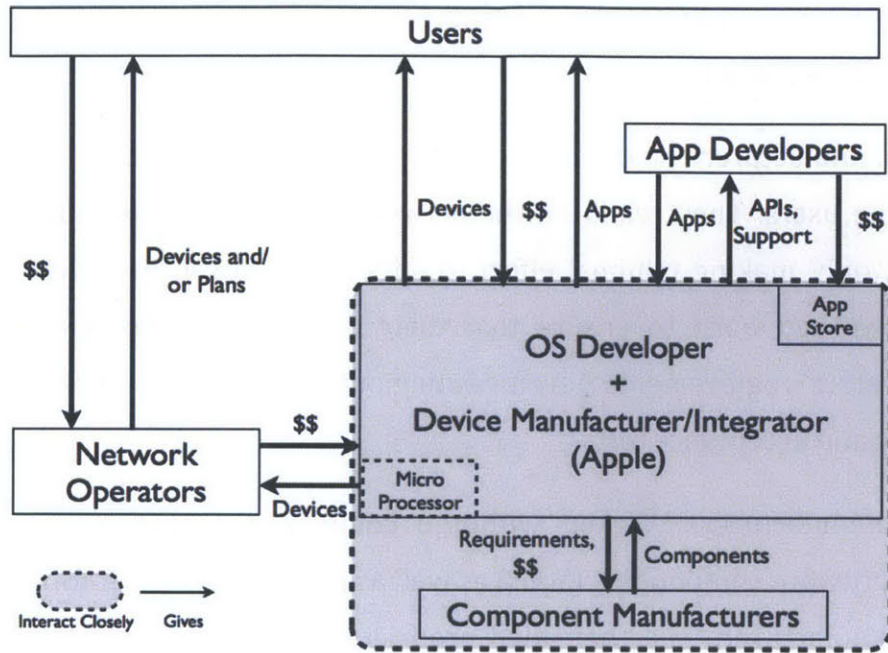 Users
App Developers
Devices
$$
Apps
Apps
APIs,
Support
$$
$$
Devices and/
or Plans
App
Store
OS Developer
+
Device Manufacturer/Integrator
(Apple)
$$
Network
Operators
Micro
Processor
Devices
Requirements,
$$
Components
Component Manufacturers
Interact Closely
Gives